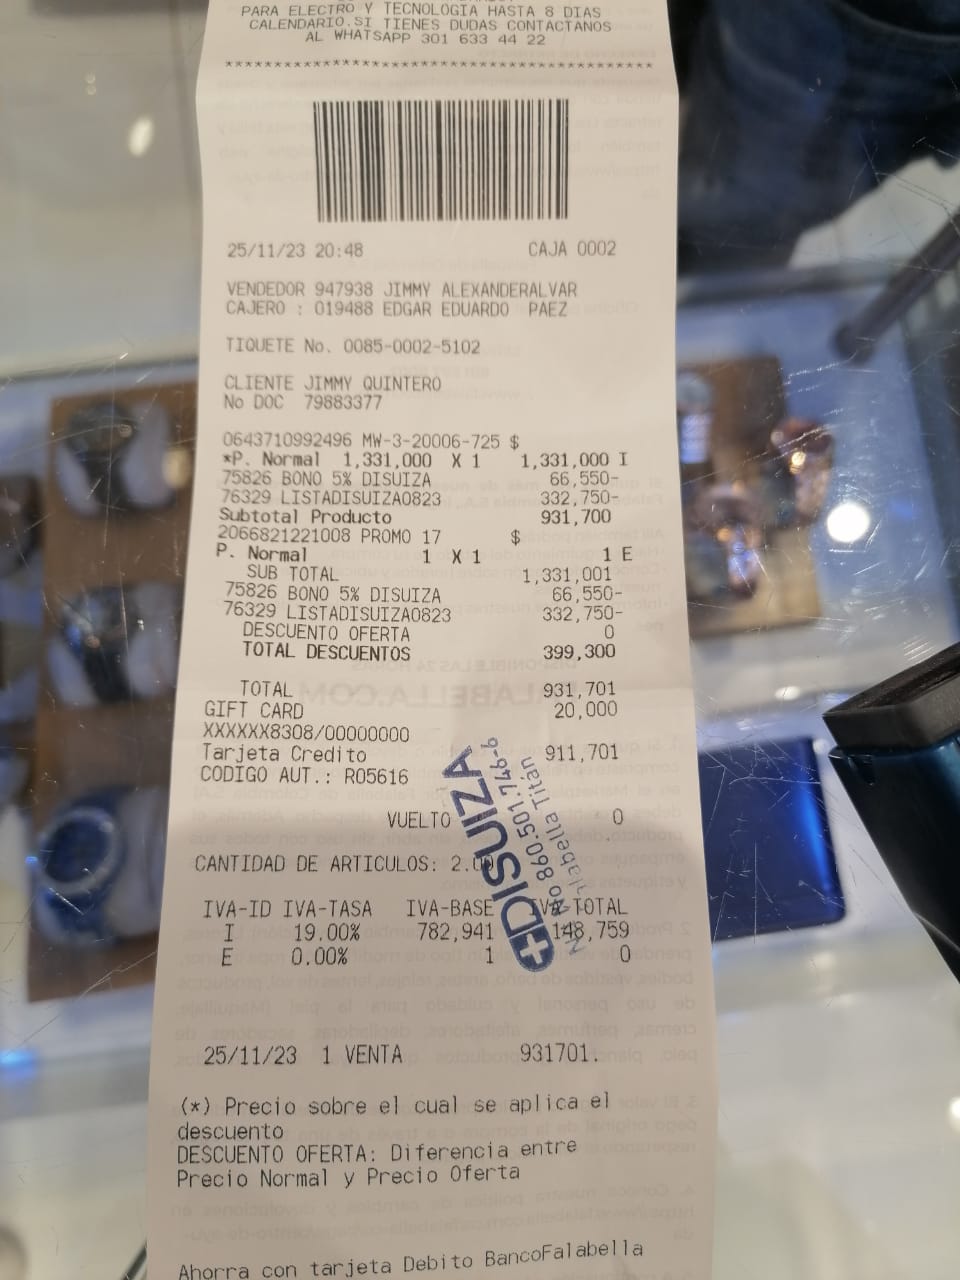 PARA ELECTRO Y TECNOLOGIA HASTA 8 DIAS
CALENDARIO.SI TIENES DUDAS CONTACTANOS
AL WHATSAPP 301 633 44 22
******************************************
25/11/23 20:48 CAJA 0002
VENDEDOR 947938 JIMMY ALEXANDERALVAR
CAJERO : 019488 EDGAR EDUARDO PAEZ
TIQUETE No. 0085-0002-5102
CLIENTE JIMMY QUINTERO
No DOC 79883377
0643710992496 MW-3-20006-725 $
*P. Normal 1,331,000 X 1 1,331,000 I
75826 BONO 5% DISUIZA 66,550-
76329 LISTADISUIZA0823 332,750-
Subtotal Producto 931,700
2066821221008 PROMO 17 $
P. Normal 1 X 1 1 E
SUB TOTAL 1,331,001
75826 BONO 5% DISUIZA 66,550-
76329 LISTADISUIZA0823 332,750-
DESCUENTO OFERTA 0
TOTAL DESCUENTOS 399,300
TOTAL 931,701
GIFT CARD 20,000
XXXXXX8308/00000000
Tarjeta Credito 911,701
CODIGO AUT.: R05616
VUELTO 0
CANTIDAD DE ARTICULOS: 2.00
DISUIZA
860.501.746-6
Falabella Titán
IVA-ID IVA-TASA IVA-BASE IVA-TOTAL
I 19.00% 782,941 148,759
E 0.00% 1 0
25/11/23 1 VENTA 931701.
(*) Precio sobre el cual se aplica el
descuento
DESCUENTO OFERTA: Diferencia entre
Precio Normal y Precio Oferta
Ahorra con tarjeta Debito BancoFalabella